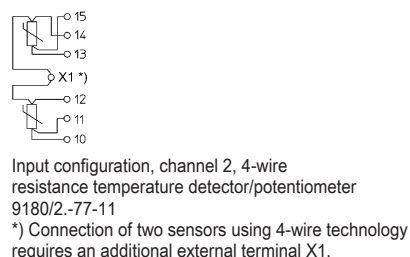 15
14
13
X1 *)
12
11
10
Input configuration, channel 2, 4-wire
resistance temperature detector/potentiometer
9180/2.-77-11
*) Connection of two sensors using 4-wire technology
requires an additional external terminal X1.